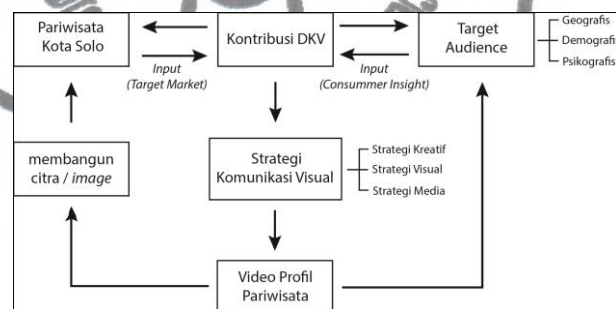 Pariwisata
Kota Solo
Kontribusi DKV
Target
Audience
Geografis
Demografis
Psikografis
Input
(Target Market)
Input
(Consummer Insight)
membangun
citra / image
Strategi
Komunikasi Visual
Strategi Kreatif
Strategi Visual
Strategi Media
Video Profil
Pariwisata